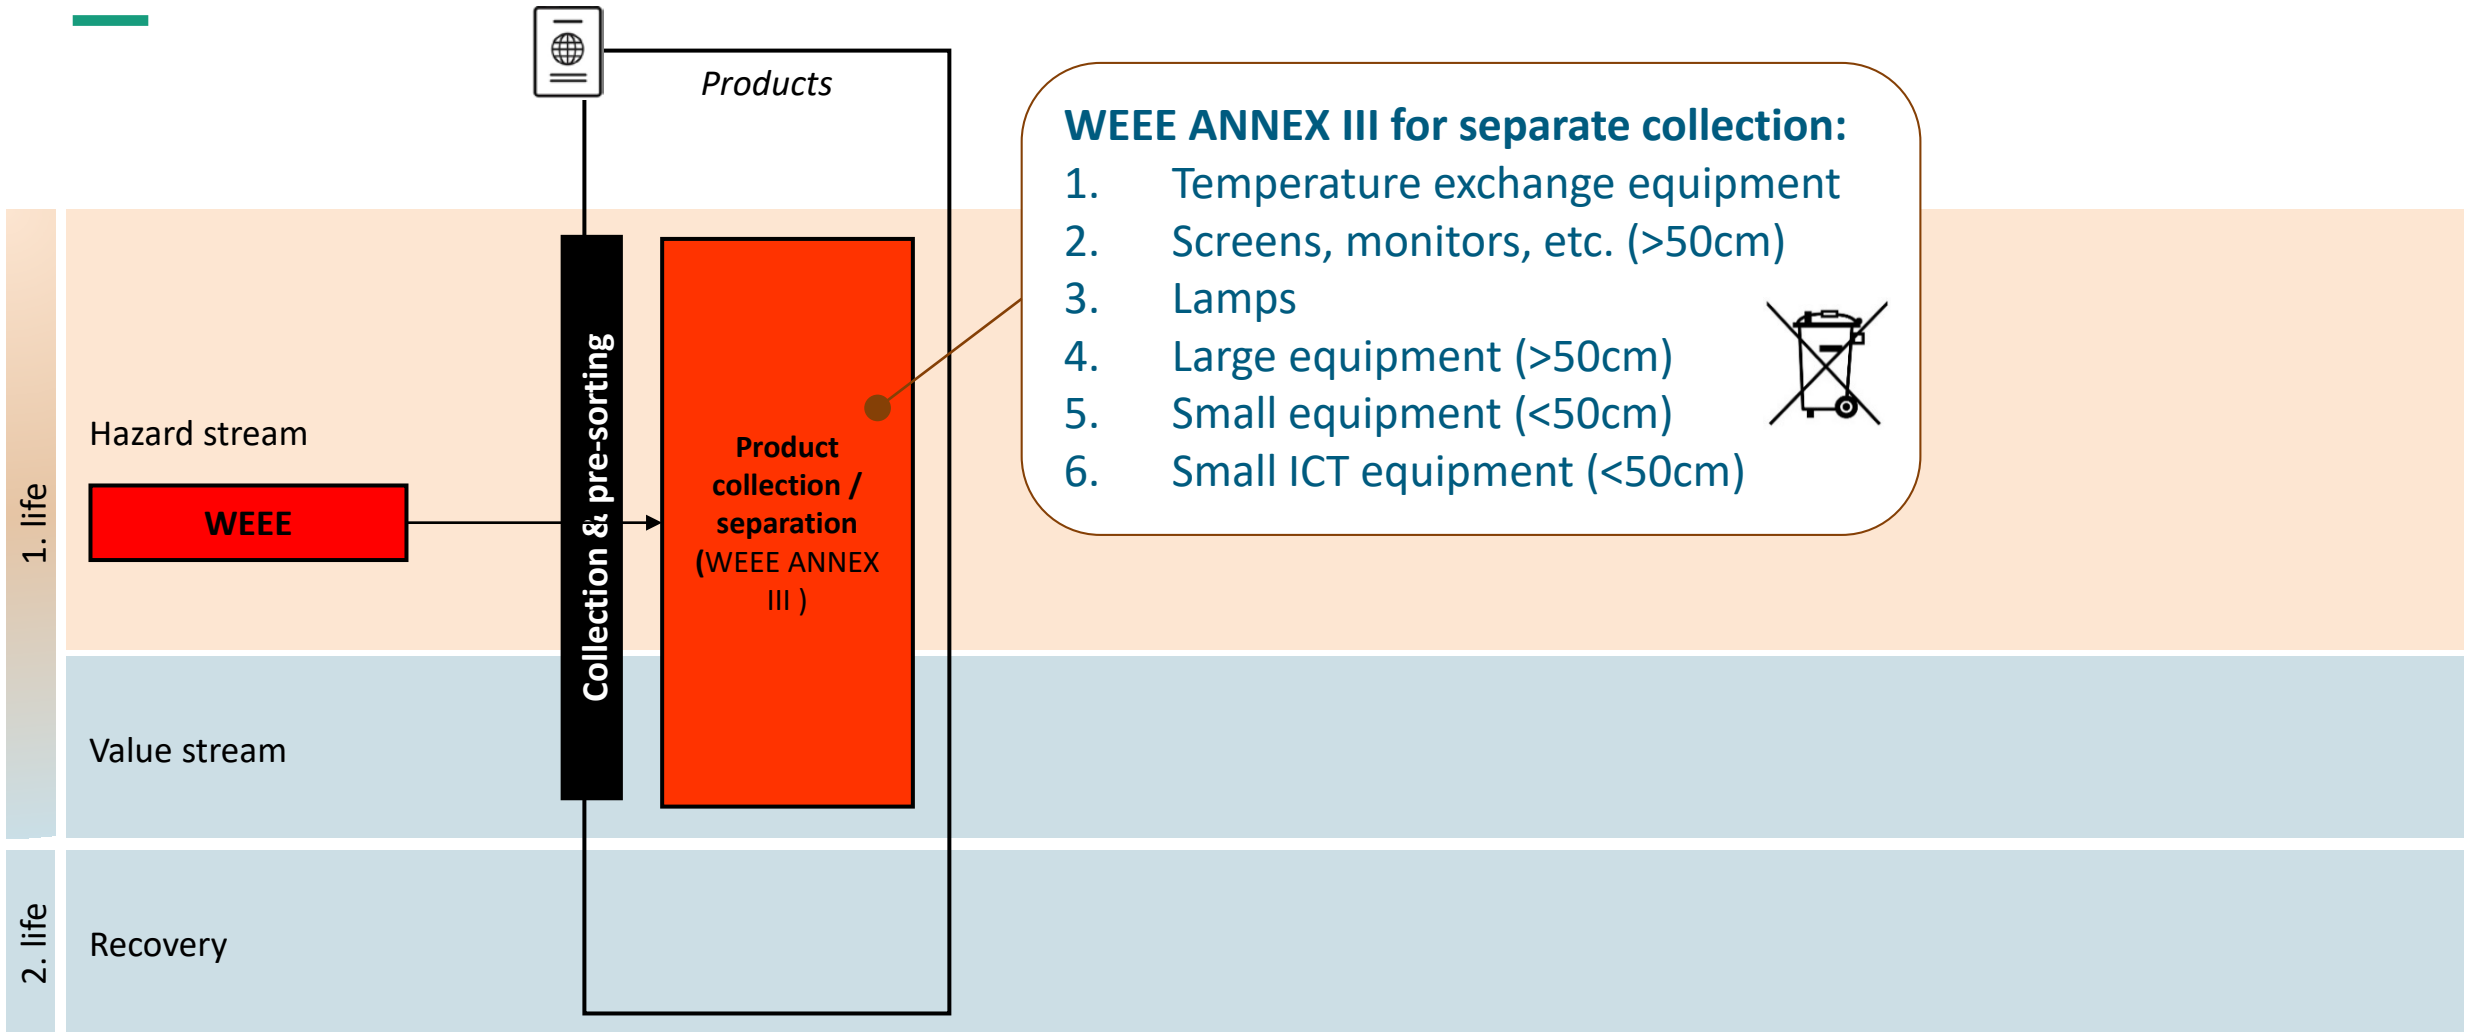 Products
WEEE ANNEX III for separate collection:
1. Temperature exchange equipment
2. Screens, monitors, etc. (>50cm)
3. Lamps
4. Large equipment (>50cm)
5. Small equipment (<50cm)
6. Small ICT equipment (<50cm)
1. life
Hazard stream
WEEE
Collection & pre-sorting
Product
collection /
separation
(WEEE ANNEX
III )
Value stream
2. life
Recovery